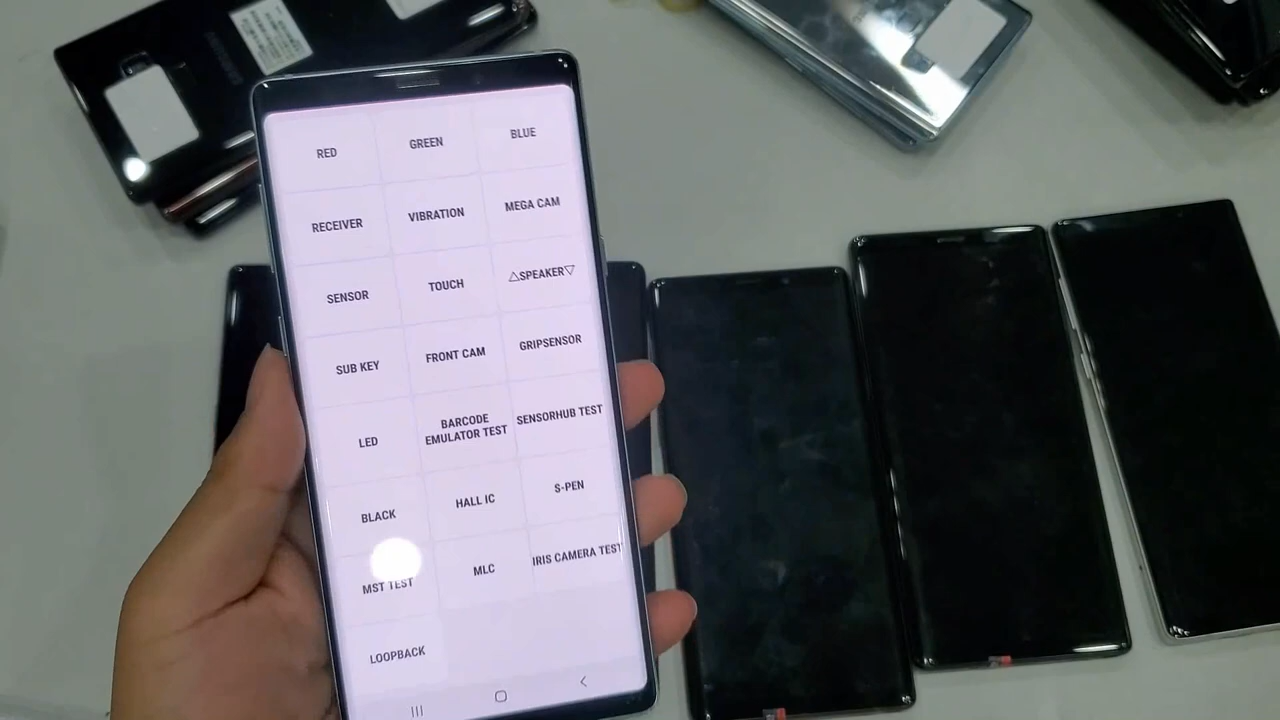 RED
GREEN
BLUE
RECEIVER
VIBRATION
MEGA CAM
SENSOR
TOUCH
△SPEAKER▽
SUB KEY
FRONT CAM
GRIPSENSOR
LED
BARCODE
EMULATOR TEST
SENSORHUB TEST
BLACK
HALL IC
S-PEN
MST TEST
MLC
IRIS CAMERA TEST
LOOPBACK